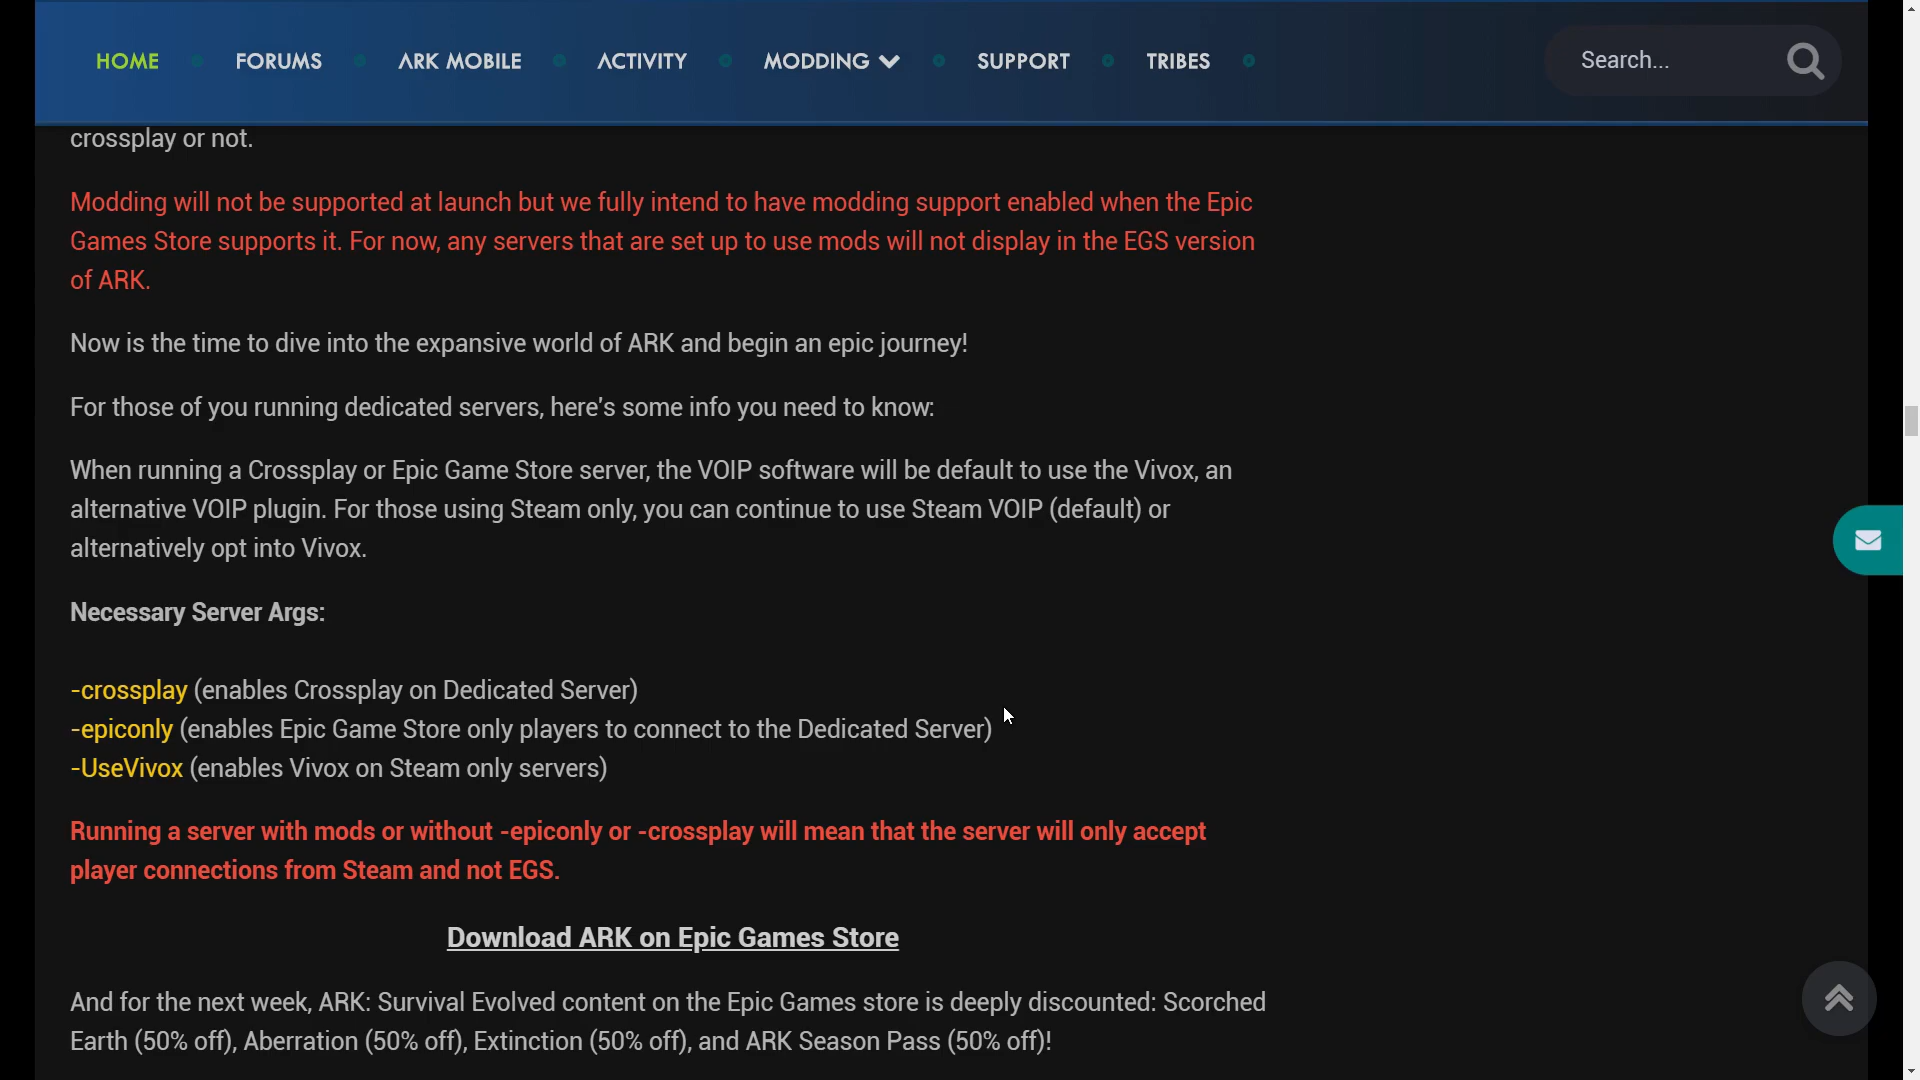 HOME FORUMS ARK MOBILE ACTIVITY MODDING SUPPORT TRIBES Search...
crossplay or not.
Modding will not be supported at launch but we fully intend to have modding support enabled when the Epic
Games Store supports it. For now, any servers that are set up to use mods will not display in the EGS version
of ARK.
Now is the time to dive into the expansive world of ARK and begin an epic journey!
For those of you running dedicated servers, here's some info you need to know:
When running a Crossplay or Epic Game Store server, the VOIP software will be default to use the Vivox, an
alternative VOIP plugin. For those using Steam only, you can continue to use Steam VOIP (default) or
alternatively opt into Vivox.
Necessary Server Args:
-crossplay (enables Crossplay on Dedicated Server)
-epiconly (enables Epic Game Store only players to connect to the Dedicated Server)
-UseVivox (enables Vivox on Steam only servers)
Running a server with mods or without -epiconly or -crossplay will mean that the server will only accept
player connections from Steam and not EGS.
Download ARK on Epic Games Store
And for the next week, ARK: Survival Evolved content on the Epic Games store is deeply discounted: Scorched
Earth (50% off), Aberration (50% off), Extinction (50% off), and ARK Season Pass (50% off)!